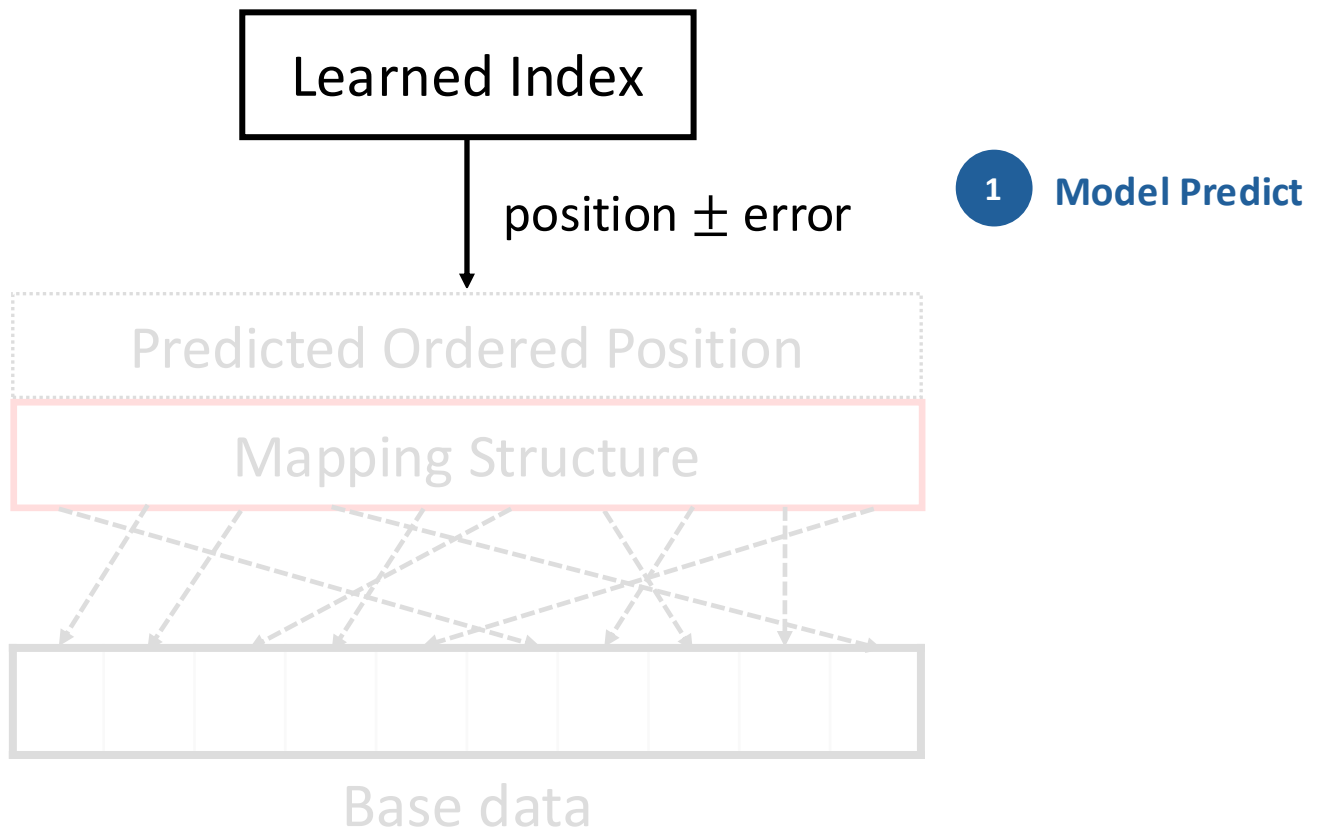 Learned Index
position ± error
1 Model Predict
Predicted Ordered Position
Mapping Structure
Base data